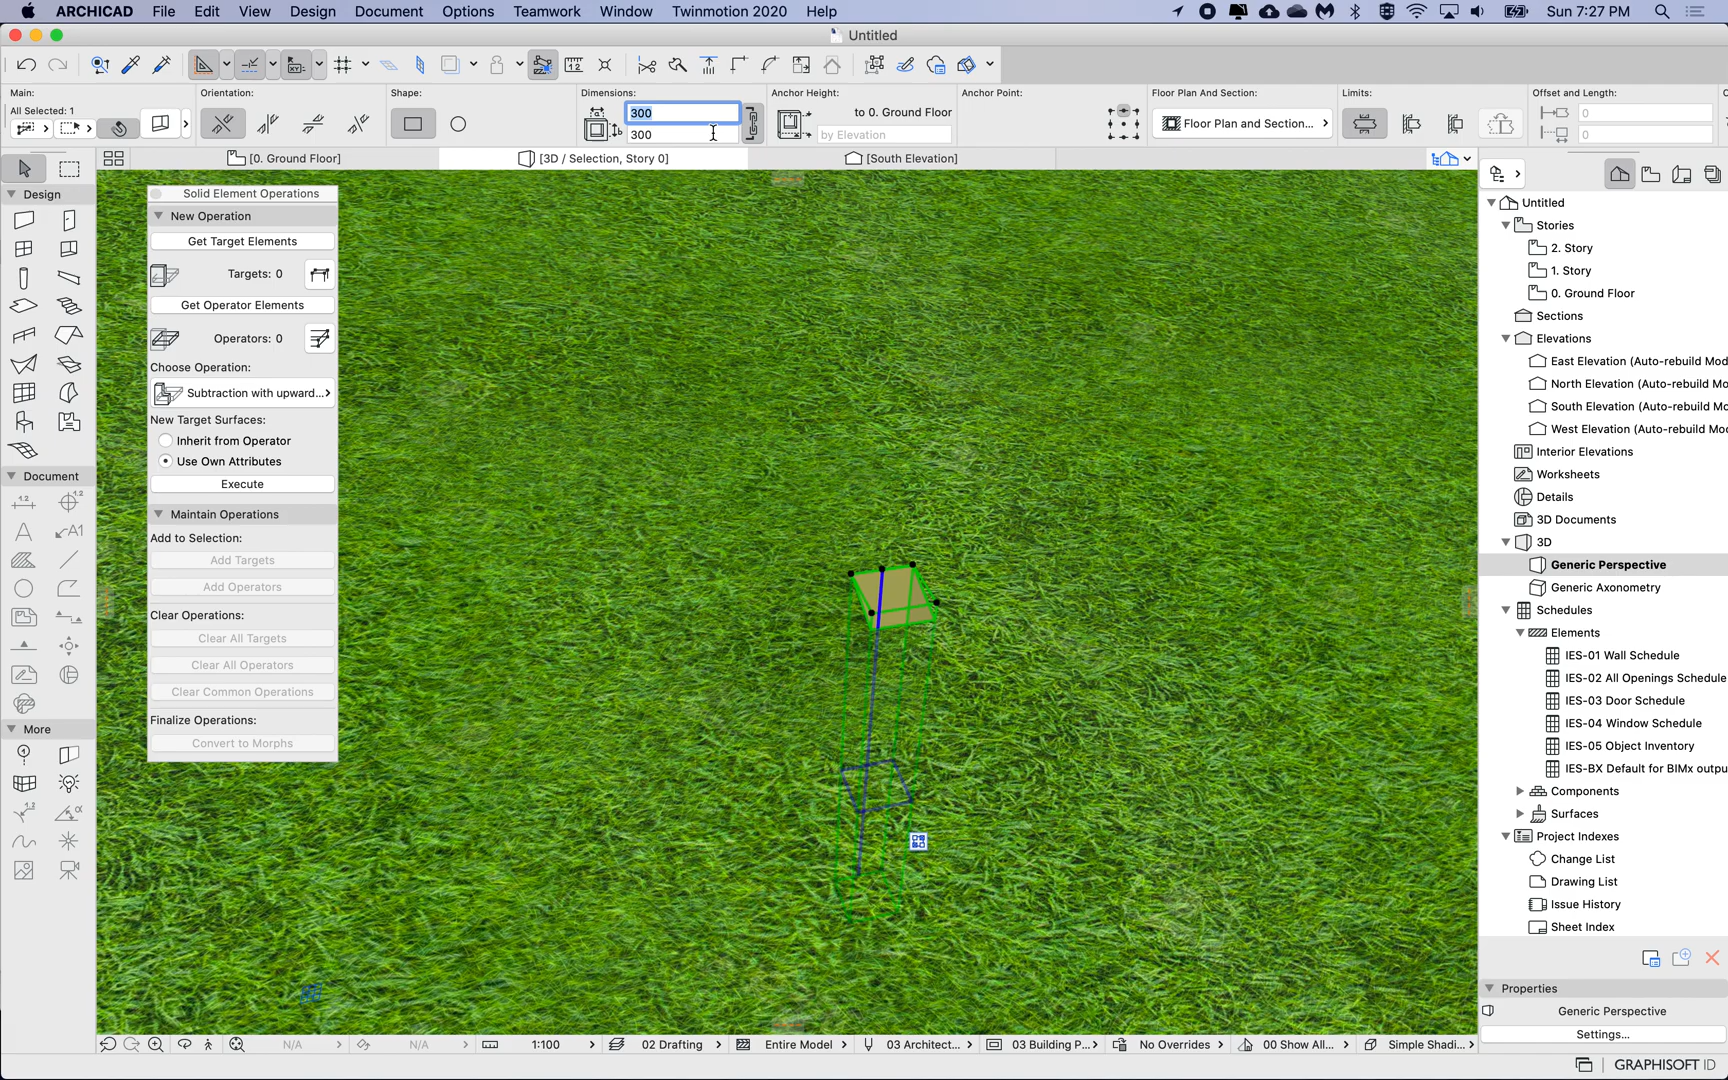 ARCHICAD File Edit View Design Document Options Teamwork Window Twinmotion 2020 Help Sun 7:27 PM
Untitled
Main: Orientation: Shape: Dimensions: Anchor Height: Anchor Point: Floor Plan And Section: Limits: Offset and Length:
All Selected: 1
300
to 0. Ground Floor
0
300
by Elevation
Floor Plan and Section...
0
[0. Ground Floor] [3D / Selection, Story 0] [South Elevation]
Design
Document
A1
More
Solid Element Operations
New Operation
Get Target Elements
Targets: 0
Get Operator Elements
Operators: 0
Choose Operation:
Subtraction with upward...
New Target Surfaces:
Inherit from Operator
Use Own Attributes
Execute
Maintain Operations
Add to Selection:
Add Targets
Add Operators
Clear Operations:
Clear All Targets
Clear All Operators
Clear Common Operations
Finalize Operations:
Convert to Morphs
Untitled
Stories
2. Story
1. Story
0. Ground Floor
Sections
Elevations
East Elevation (Auto-rebuild Mod
North Elevation (Auto-rebuild Mo
South Elevation (Auto-rebuild Mo
West Elevation (Auto-rebuild Mod
Interior Elevations
Worksheets
Details
3D Documents
3D
Generic Perspective
Generic Axonometry
Schedules
Elements
IES-01 Wall Schedule
IES-02 All Openings Schedule
IES-03 Door Schedule
IES-04 Window Schedule
IES-05 Object Inventory
IES-BX Default for BIMx outpu
Components
Surfaces
Project Indexes
Change List
Drawing List
Issue History
Sheet Index
Properties
Generic Perspective
Settings...
N/A N/A 1:100 02 Drafting Entire Model 03 Architect... 03 Building P... No Overrides 00 Show All... Simple Shadi...
GRAPHISOFT ID